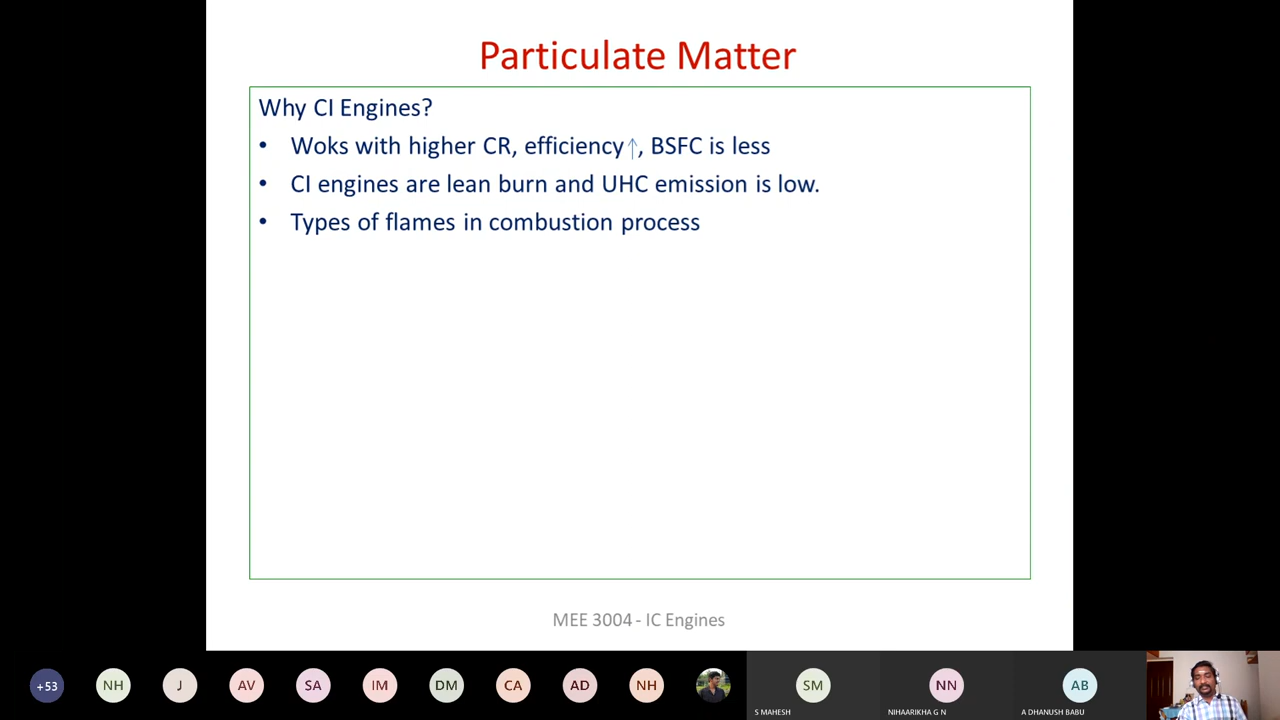 Particulate Matter
Why CI Engines?
• Woks with higher CR, efficiency↑, BSFC is less
• CI engines are lean burn and UHC emission is low.
• Types of flames in combustion process
MEE 3004 - IC Engines
+53 NH J AV SA IM DM CA AD NH SM NN AB
S MAHESH NIHAARIKHA G N A DHANUSH BABU